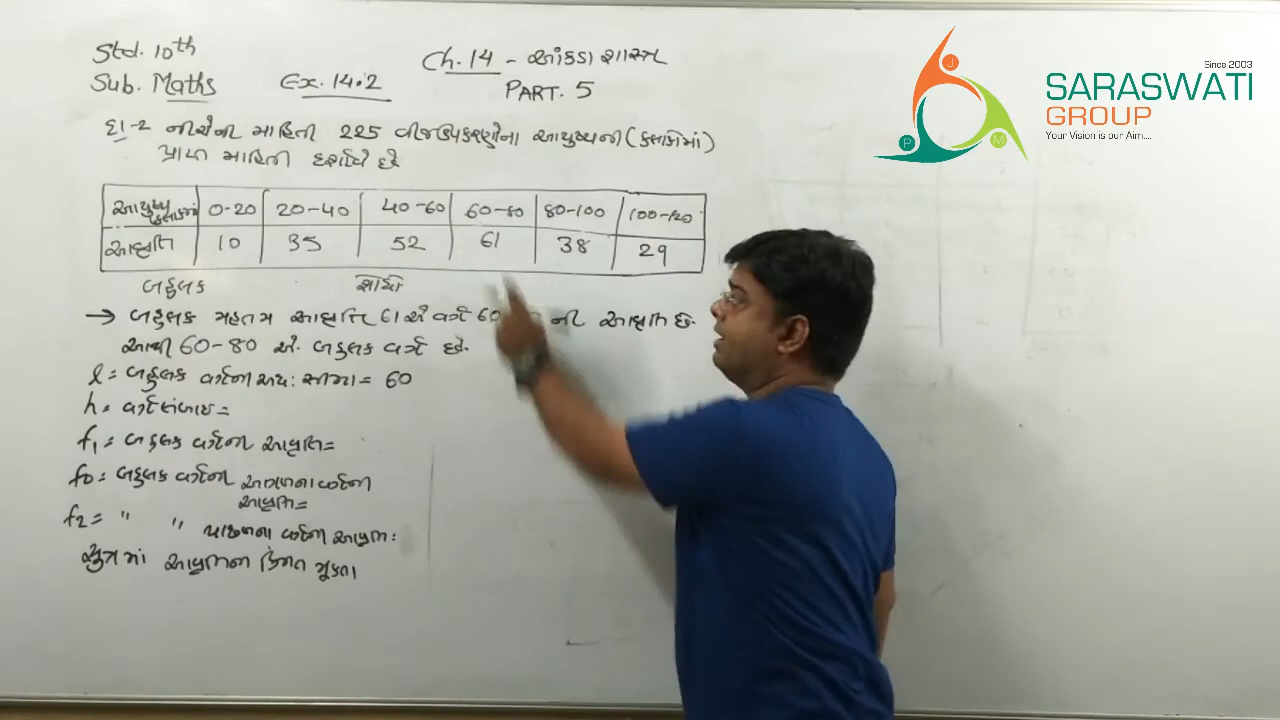 Std. 10th
Sub. Maths
Ex. 14.2
Ch. 14 - આંકડા શાસ્ત્ર
PART. 5
Since 2003
SARASWATI
GROUP
Your Vision is our Aim....
J
P
M
દા-2 નીચેની માહિતી 225 વીજઉપકરણોના આયુષ્યની (કલાકોમાં)
પ્રાપ્ત માહિતી દર્શાવે છે
આયુષ્ય કલાકમાં 0-20 20-40 40-60 60-80 80-100 100-120
આવૃત્તિ 10 35 52 61 38 29
બહુલક શોધો
→ બહુલક મહત્તમ આવૃત્તિ 61 એ વર્ગ 60 ની આવૃત્તિ છે.
આથી 60-80 એ બહુલક વર્ગ છે.
l = બહુલક વર્ગની અધ: સીમા = 60
h = વર્ગલંબાઇ =
f1 = બહુલક વર્ગની આવૃત્તિ =
f0 = બહુલક વર્ગની આગળના વર્ગની
આવૃત્તિ =
f2 = " " પાછળના વર્ગની આવૃત્તિ :
સુત્ર માં આવૃત્તિની કિંમત મૂકતા